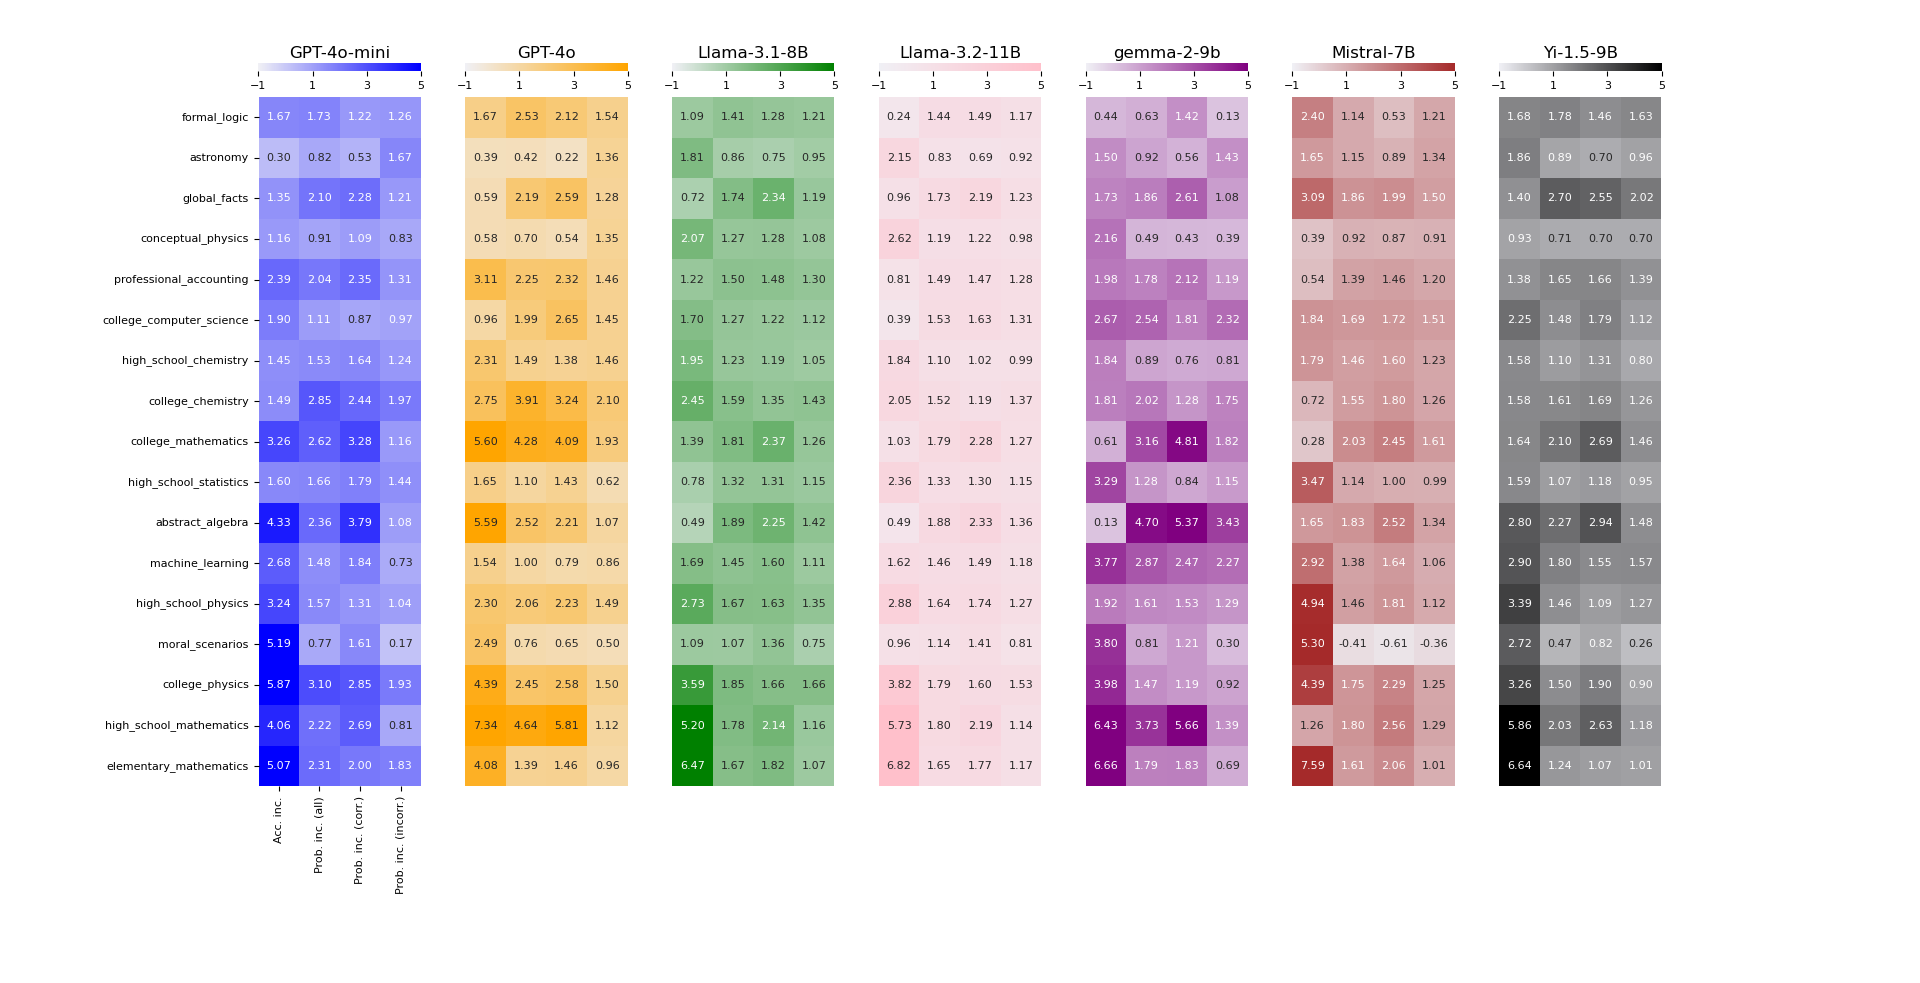 GPT-4o-mini GPT-4o Llama-3.1-8B Llama-3.2-11B gemma-2-9b Mistral-7B Yi-1.5-9B
−1 1 3 5 −1 1 3 5 −1 1 3 5 −1 1 3 5 −1 1 3 5 −1 1 3 5 −1 1 3 5
formal_logic 1.67 1.73 1.22 1.26 1.67 2.53 2.12 1.54 1.09 1.41 1.28 1.21 0.24 1.44 1.49 1.17 0.44 0.63 1.42 0.13 2.40 1.14 0.53 1.21 1.68 1.78 1.46 1.63
astronomy 0.30 0.82 0.53 1.67 0.39 0.42 0.22 1.36 1.81 0.86 0.75 0.95 2.15 0.83 0.69 0.92 1.50 0.92 0.56 1.43 1.65 1.15 0.89 1.34 1.86 0.89 0.70 0.96
global_facts 1.35 2.10 2.28 1.21 0.59 2.19 2.59 1.28 0.72 1.74 2.34 1.19 0.96 1.73 2.19 1.23 1.73 1.86 2.61 1.08 3.09 1.86 1.99 1.50 1.40 2.70 2.55 2.02
conceptual_physics 1.16 0.91 1.09 0.83 0.58 0.70 0.54 1.35 2.07 1.27 1.28 1.08 2.62 1.19 1.22 0.98 2.16 0.49 0.43 0.39 0.39 0.92 0.87 0.91 0.93 0.71 0.70 0.70
professional_accounting 2.39 2.04 2.35 1.31 3.11 2.25 2.32 1.46 1.22 1.50 1.48 1.30 0.81 1.49 1.47 1.28 1.98 1.78 2.12 1.19 0.54 1.39 1.46 1.20 1.38 1.65 1.66 1.39
college_computer_science 1.90 1.11 0.87 0.97 0.96 1.99 2.65 1.45 1.70 1.27 1.22 1.12 0.39 1.53 1.63 1.31 2.67 2.54 1.81 2.32 1.84 1.69 1.72 1.51 2.25 1.48 1.79 1.12
high_school_chemistry 1.45 1.53 1.64 1.24 2.31 1.49 1.38 1.46 1.95 1.23 1.19 1.05 1.84 1.10 1.02 0.99 1.84 0.89 0.76 0.81 1.79 1.46 1.60 1.23 1.58 1.10 1.31 0.80
college_chemistry 1.49 2.85 2.44 1.97 2.75 3.91 3.24 2.10 2.45 1.59 1.35 1.43 2.05 1.52 1.19 1.37 1.81 2.02 1.28 1.75 0.72 1.55 1.80 1.26 1.58 1.61 1.69 1.26
college_mathematics 3.26 2.62 3.28 1.16 5.60 4.28 4.09 1.93 1.39 1.81 2.37 1.26 1.03 1.79 2.28 1.27 0.61 3.16 4.81 1.82 0.28 2.03 2.45 1.61 1.64 2.10 2.69 1.46
high_school_statistics 1.60 1.66 1.79 1.44 1.65 1.10 1.43 0.62 0.78 1.32 1.31 1.15 2.36 1.33 1.30 1.15 3.29 1.28 0.84 1.15 3.47 1.14 1.00 0.99 1.59 1.07 1.18 0.95
abstract_algebra 4.33 2.36 3.79 1.08 5.59 2.52 2.21 1.07 0.49 1.89 2.25 1.42 0.49 1.88 2.33 1.36 0.13 4.70 5.37 3.43 1.65 1.83 2.52 1.34 2.80 2.27 2.94 1.48
machine_learning 2.68 1.48 1.84 0.73 1.54 1.00 0.79 0.86 1.69 1.45 1.60 1.11 1.62 1.46 1.49 1.18 3.77 2.87 2.47 2.27 2.92 1.38 1.64 1.06 2.90 1.80 1.55 1.57
high_school_physics 3.24 1.57 1.31 1.04 2.30 2.06 2.23 1.49 2.73 1.67 1.63 1.35 2.88 1.64 1.74 1.27 1.92 1.61 1.53 1.29 4.94 1.46 1.81 1.12 3.39 1.46 1.09 1.27
moral_scenarios 5.19 0.77 1.61 0.17 2.49 0.76 0.65 0.50 1.09 1.07 1.36 0.75 0.96 1.14 1.41 0.81 3.80 0.81 1.21 0.30 5.30 -0.41 -0.61 -0.36 2.72 0.47 0.82 0.26
college_physics 5.87 3.10 2.85 1.93 4.39 2.45 2.58 1.50 3.59 1.85 1.66 1.66 3.82 1.79 1.60 1.53 3.98 1.47 1.19 0.92 4.39 1.75 2.29 1.25 3.26 1.50 1.90 0.90
high_school_mathematics 4.06 2.22 2.69 0.81 7.34 4.64 5.81 1.12 5.20 1.78 2.14 1.16 5.73 1.80 2.19 1.14 6.43 3.73 5.66 1.39 1.26 1.80 2.56 1.29 5.86 2.03 2.63 1.18
elementary_mathematics 5.07 2.31 2.00 1.83 4.08 1.39 1.46 0.96 6.47 1.67 1.82 1.07 6.82 1.65 1.77 1.17 6.66 1.79 1.83 0.69 7.59 1.61 2.06 1.01 6.64 1.24 1.07 1.01
Acc. inc.
Prob. inc. (all)
Prob. inc. (corr.)
Prob. inc. (incorr.)